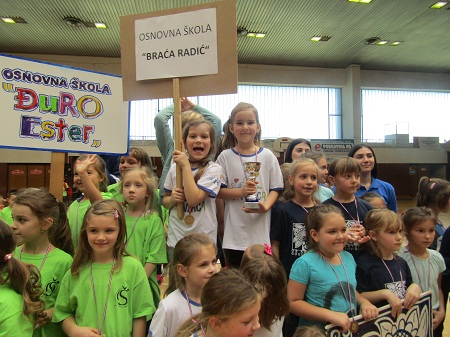 OSNOVNA ŠKOLA
"BRAĆA RADIĆ"
OSNOVNA ŠKOLA
"ĐURO
Ester"